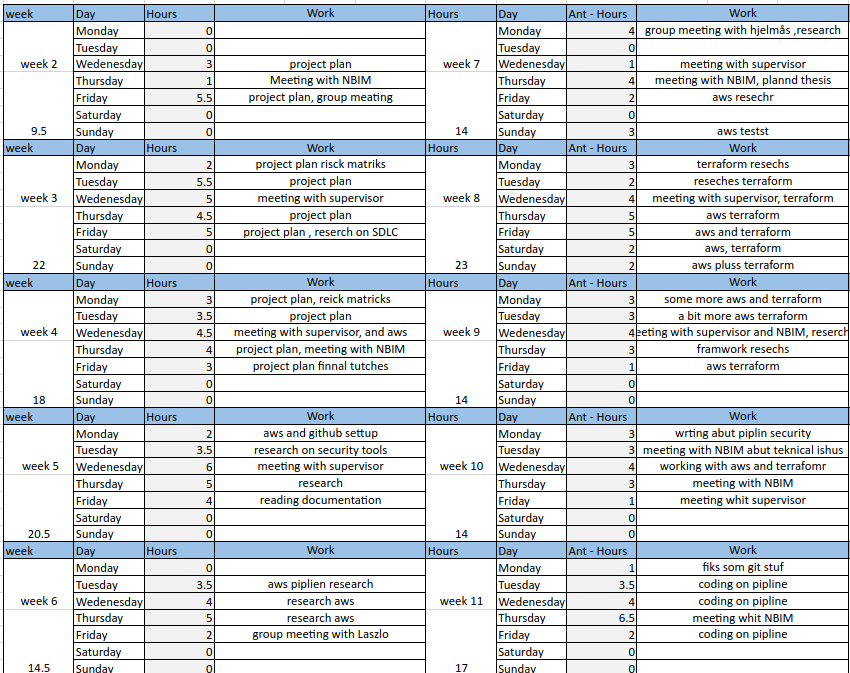 week Day Hours Work Hours Day Ant - Hours Work
Monday 0 Monday 4 group meeting with hjelmås ,research
Tuesday 0 Tuesday 0
week 2 Wedenesday 3 project plan week 7 Wedenesday 1 meeting with supervisor
Thursday 1 Meeting with NBIM Thursday 4 meeting with NBIM, plannd thesis
Friday 5.5 project plan, group meating Friday 2 aws resechr
Saturday 0 Saturday 0
9.5 Sunday 0 14 Sunday 3 aws testst
week Day Hours Work Hours Day Ant - Hours Work
Monday 2 project plan risck matriks Monday 3 terraform resechs
Tuesday 5.5 project plan Tuesday 2 reseches terraform
week 3 Wedenesday 5 meeting with supervisor week 8 Wedenesday 4 meeting with supervisor, terraform
Thursday 4.5 project plan Thursday 5 aws terraform
Friday 5 project plan , reserch on SDLC Friday 5 aws and terraform
Saturday 0 Saturday 2 aws, terraform
22 Sunday 0 23 Sunday 2 aws pluss terraform
week Day Hours Work Hours Day Ant - Hours Work
Monday 3 project plan, reick matricks Monday 3 some more aws and terraform
Tuesday 3.5 project plan Tuesday 3 a bit more aws terraform
week 4 Wedenesday 4.5 meeting with supervisor, and aws week 9 Wedenesday 4 eeting with supervisor and NBIM, reserch
Thursday 4 project plan, meeting with NBIM Thursday 3 framwork resechs
Friday 3 project plan finnal tutches Friday 1 aws terraform
Saturday 0 Saturday 0
18 Sunday 0 14 Sunday 0
week Day Hours Work Hours Day Ant - Hours Work
Monday 2 aws and github settup Monday 3 wrting abut piplin security
Tuesday 3.5 research on security tools Tuesday 3 meeting with NBIM abut teknical ishus
week 5 Wedenesday 6 meeting with supervisor week 10 Wedenesday 4 working with aws and terrafomr
Thursday 5 research Thursday 3 meeting with NBIM
Friday 4 reading documentation Friday 1 meeting whit supervisor
Saturday 0 Saturday 0
20.5 Sunday 0 14 Sunday 0
week Day Hours Work Hours Day Ant - Hours Work
Monday 0 Monday 1 fiks som git stuf
Tuesday 3.5 aws piplien research Tuesday 3.5 coding on pipline
week 6 Wedenesday 4 research aws week 11 Wedenesday 4 coding on pipline
Thursday 5 research aws Thursday 6.5 meeting whit NBIM
Friday 2 group meeting with Laszlo Friday 2 coding on pipline
Saturday 0 Saturday 0
14.5 Sunday 0 17 Sunday 0